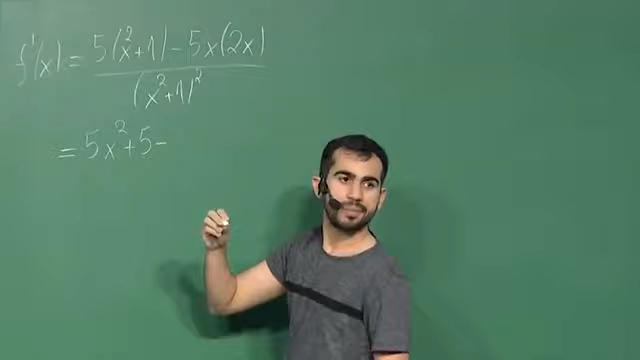 f'(x) = 5(x²+1) - 5x(2x)
(x²+1)²
= 5x²+5-